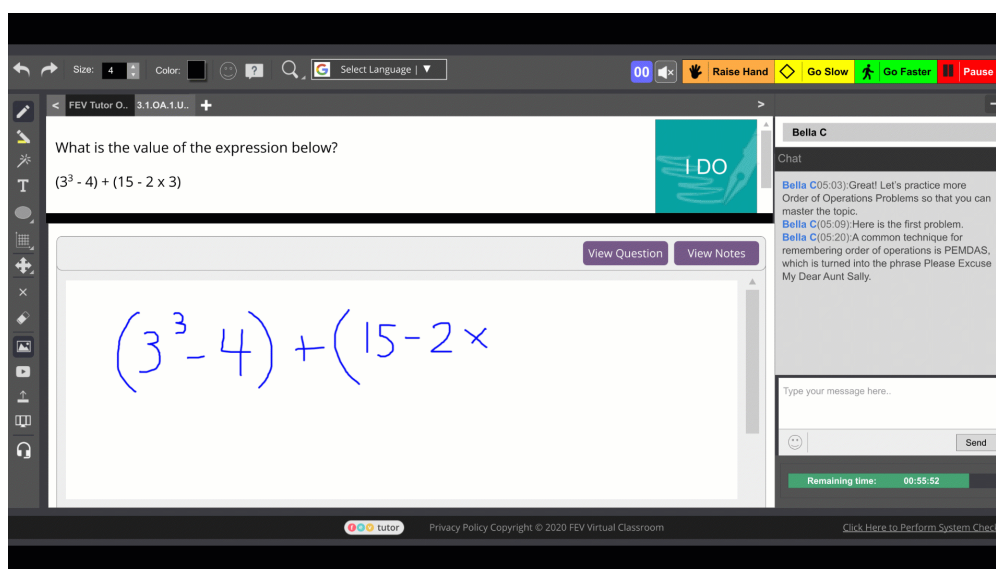 Size: 4 Color: ? G Select Language | ▼ 00 Raise Hand Go Slow Go Faster Pause
< FEV Tutor O.. 3.1.OA.1.U.. + >
What is the value of the expression below?
(3³ - 4) + (15 - 2 x 3)
I DO
View Question View Notes
(3³ - 4) + (15 - 2 x
T
Bella C
Chat
Bella C05:03):Great! Let's practice more
Order of Operations Problems so that you can
master the topic.
Bella C(05:09):Here is the first problem.
Bella C(05:20):A common technique for
remembering order of operations is PEMDAS,
which is turned into the phrase Please Excuse
My Dear Aunt Sally.
Type your message here..
Send
Remaining time: 00:55:52
fev tutor Privacy Policy Copyright © 2020 FEV Virtual Classroom Click Here to Perform System Chec